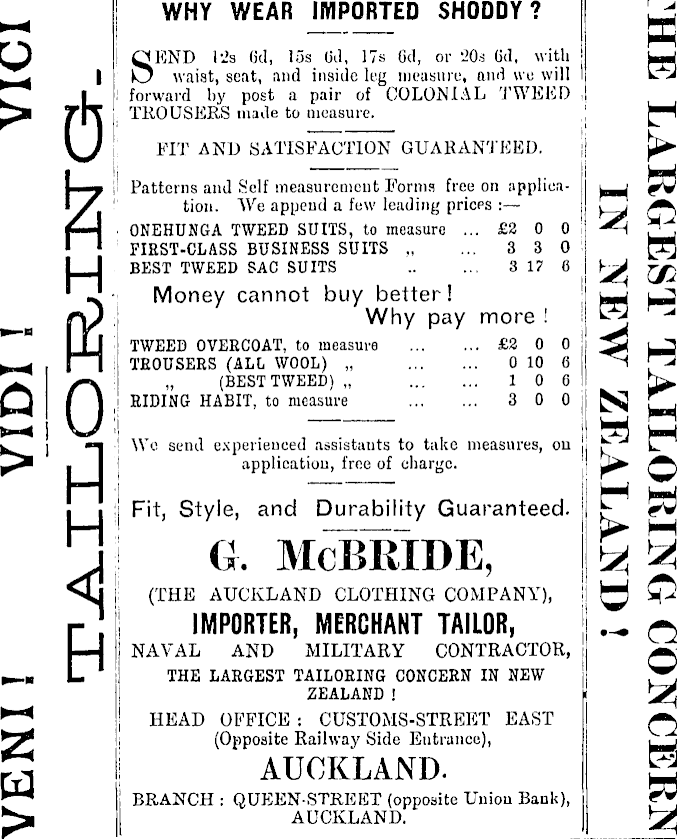 VENI! VIDI! VICI
TAILORING.
WHY WEAR IMPORTED SHODDY?
SEND 12s 6d, 15s 6d, 17s 6d, or 20s 6d, with
waist, seat, and inside leg measure, and we will
forward by post a pair of COLONIAL TWEED
TROUSERS made to measure.
FIT AND SATISFACTION GUARANTEED.
Patterns and Self measurement Forms free on applica-
tion. We append a few leading prices :—
ONEHUNGA TWEED SUITS, to measure ... £2 0 0
FIRST-CLASS BUSINESS SUITS „ ... 3 3 0
BEST TWEED SAC SUITS .. ... 3 17 6
Money cannot buy better!
Why pay more!
TWEED OVERCOAT, to measure ... ... £2 0 0
TROUSERS (ALL WOOL) „ ... ... 0 10 6
„ (BEST TWEED) „ ... ... 1 0 6
RIDING HABIT, to measure ... ... 3 0 0
We send experienced assistants to take measures, on
application, free of charge.
Fit, Style, and Durability Guaranteed.
G. McBRIDE,
(THE AUCKLAND CLOTHING COMPANY),
IMPORTER, MERCHANT TAILOR,
NAVAL AND MILITARY CONTRACTOR,
THE LARGEST TAILORING CONCERN IN NEW
ZEALAND!
HEAD OFFICE: CUSTOMS-STREET EAST
(Opposite Railway Side Entrance),
AUCKLAND.
BRANCH: QUEEN-STREET (opposite Union Bank),
AUCKLAND.
IN NEW ZEALAND!
THE LARGEST TAILORING CONCERN